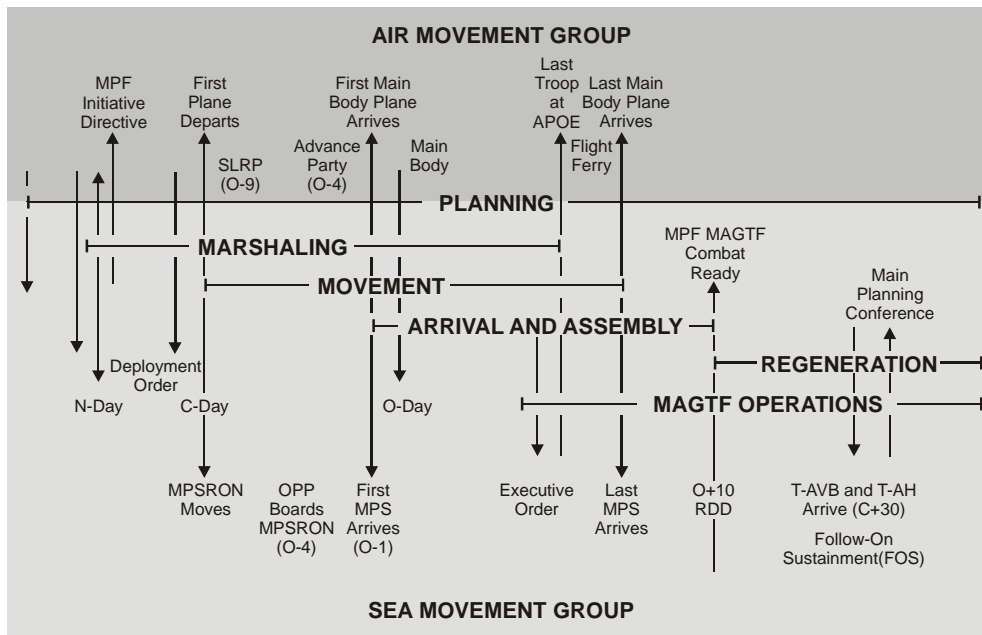 AIR MOVEMENT GROUP
MPF
Initiative
Directive
First
Plane
Departs
First Main
Body Plane
Arrives
Last
Troop
at
APOE
Last Main
Body Plane
Arrives
SLRP
(O-9)
Advance
Party
(O-4)
Main
Body
Flight
Ferry
PLANNING
MARSHALING
MPF MAGTF
Combat
Ready
MOVEMENT
Main
Planning
Conference
ARRIVAL AND ASSEMBLY
Deployment
Order
REGENERATION
N-Day
C-Day
O-Day
MAGTF OPERATIONS
MPSRON
Moves
OPP
Boards
MPSRON
(O-4)
First
MPS
Arrives
(O-1)
Executive
Order
Last
MPS
Arrives
O+10
RDD
T-AVB and T-AH
Arrive (C+30)
Follow-On
Sustainment(FOS)
SEA MOVEMENT GROUP